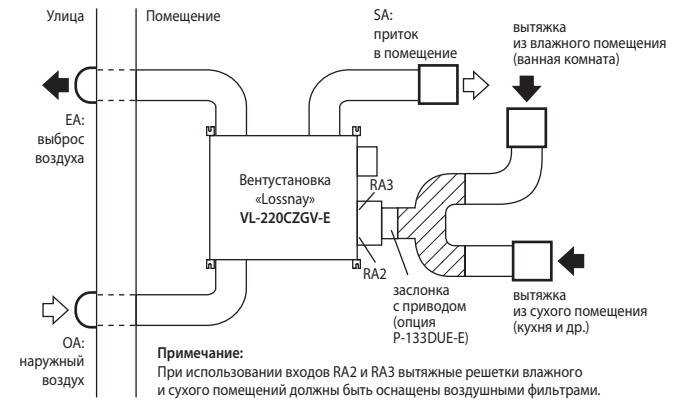 Улица
Помещение
SA:
приток
в помещение
вытяжка
из влажного помещения
(ванная комната)
EA:
выброс
воздуха
Вентустановка
«Lossnay»
VL-220CZGV-E
RA3
RA2
заслонка
с приводом
(опция
P-133DUE-E)
вытяжка
из сухого помещения
(кухня и др.)
OA:
наружный
воздух
Примечание:
При использовании входов RA2 и RA3 вытяжные решетки влажного
и сухого помещений должны быть оснащены воздушными фильтрами.